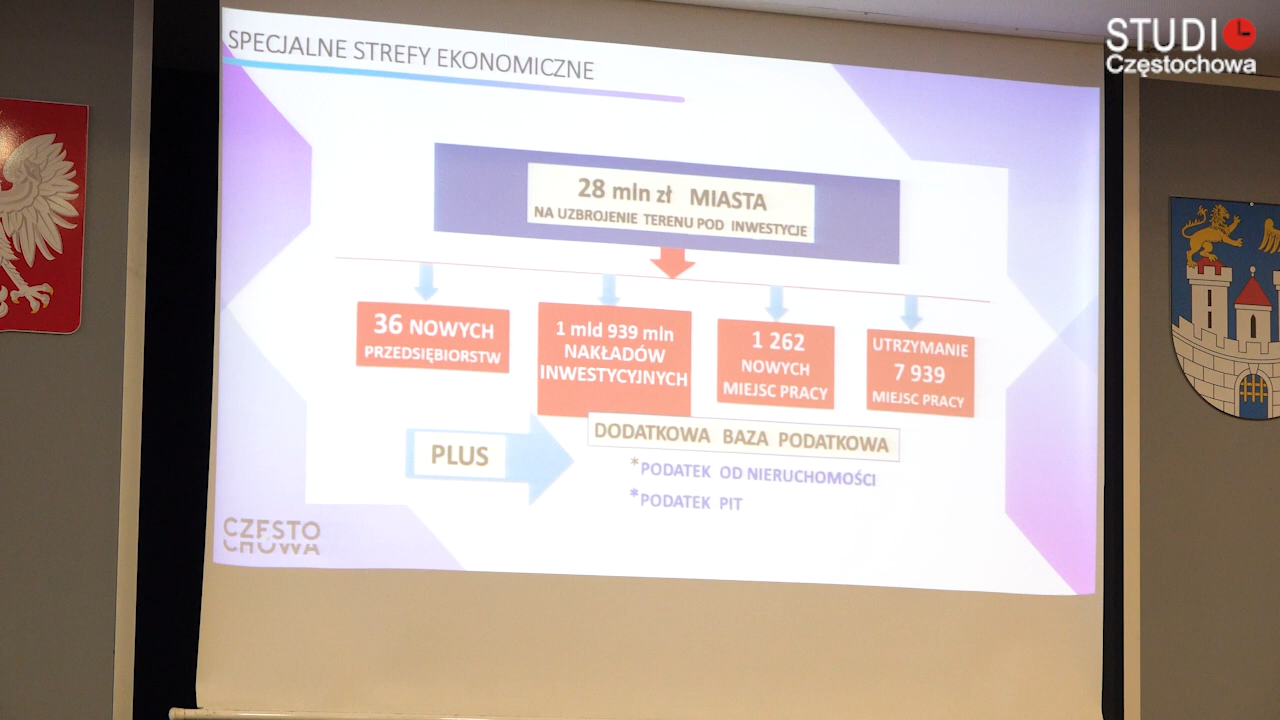 STUDI
Częstochowa
SPECJALNE STREFY EKONOMICZNE
28 mln zł MIASTA
NA UZBROJENIE TERENU POD INWESTYCJE
36 NOWYCH
PRZEDSIĘBIORSTW
1 mld 939 mln
NAKŁADÓW
INWESTYCYJNYCH
1 262
NOWYCH
MIEJSC PRACY
UTRZYMANIE
7 939
MIEJSC PRACY
PLUS
DODATKOWA BAZA PODATKOWA
*PODATEK OD NIERUCHOMOŚCI
*PODATEK PIT
CZĘSTO
CHOWA